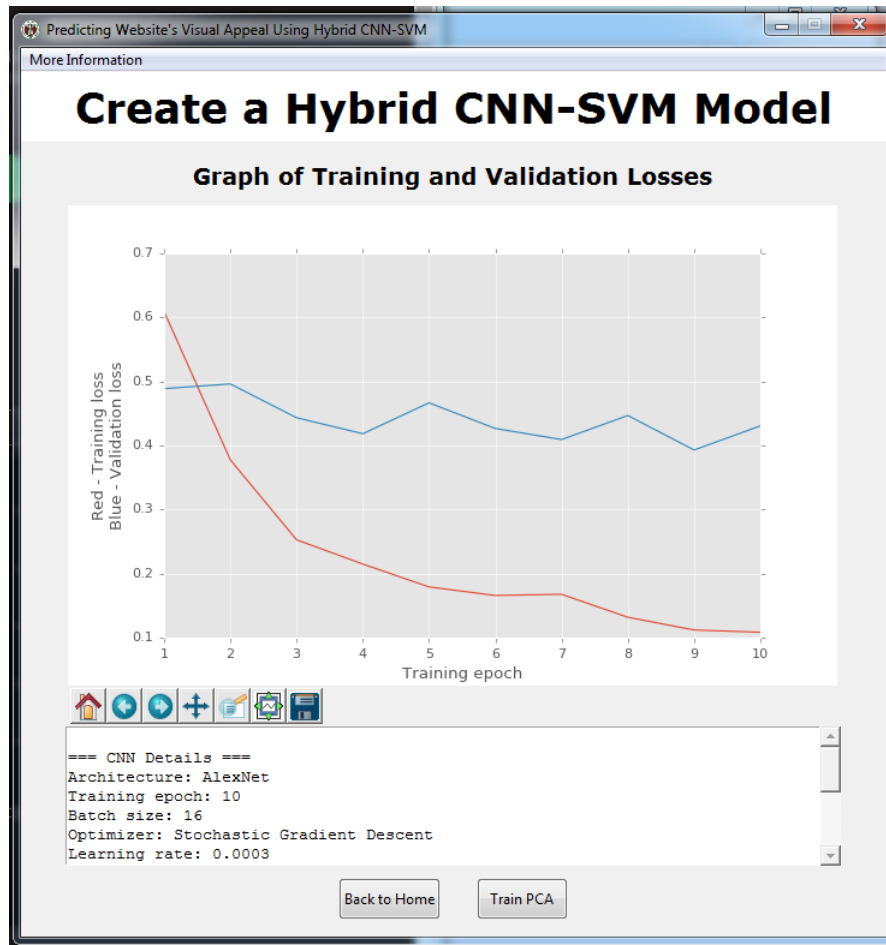 Predicting Website's Visual Appeal Using Hybrid CNN-SVM
More Information
Create a Hybrid CNN-SVM Model
Graph of Training and Validation Losses
0.7
0.6
0.5
0.4
0.3
0.2
0.1
Red - Training loss
Blue - Validation loss
1 2 3 4 5 6 7 8 9 10
Training epoch
=== CNN Details ===
Architecture: AlexNet
Training epoch: 10
Batch size: 16
Optimizer: Stochastic Gradient Descent
Learning rate: 0.0003
Back to Home
Train PCA